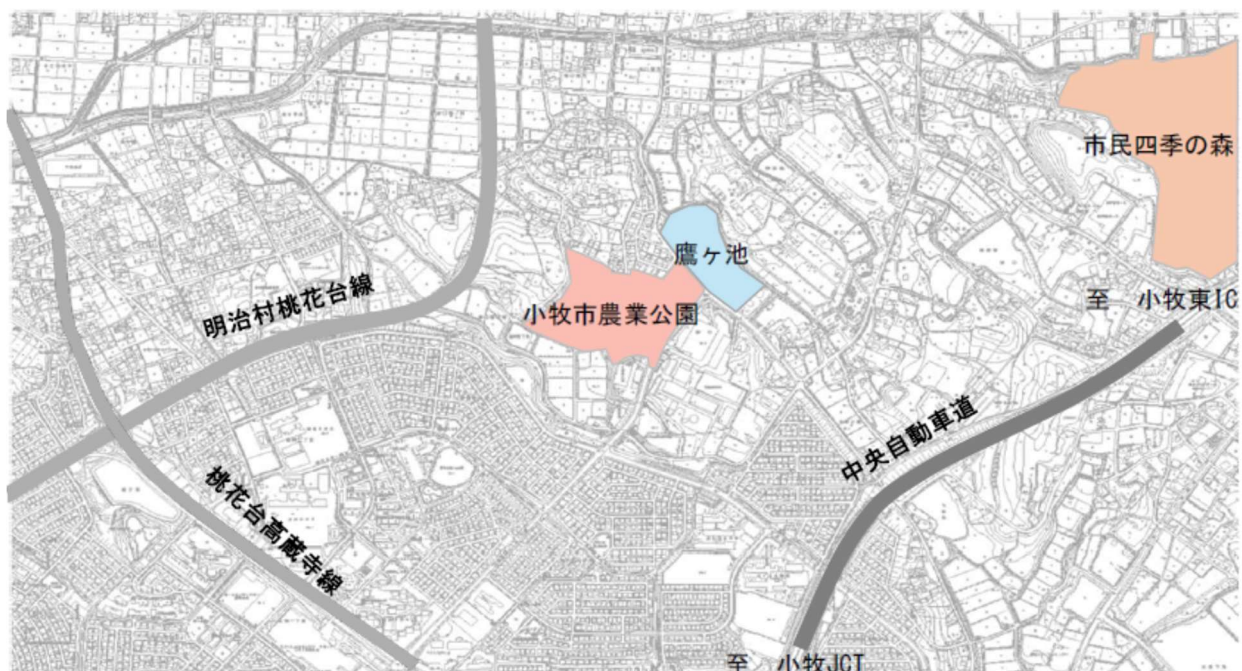 市民四季の森
鷹ヶ池
至　小牧東IC
明治村桃花台線
小牧市農業公園
中央自動車道
桃花台高蔵寺線
至　小牧JCT